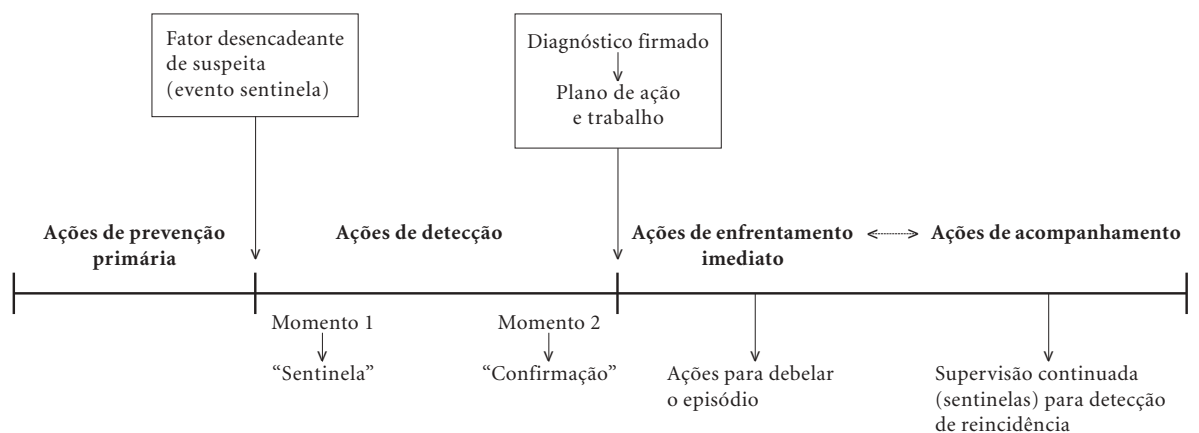 Fator desencadeante
de suspeita
(evento sentinela)
Diagnóstico firmado
Plano de ação
e trabalho
Ações de prevenção
primária
Ações de detecção
Ações de enfrentamento
imediato
Ações de acompanhamento
Momento 1
“Sentinela”
Momento 2
“Confirmação”
Ações para debelar
o episódio
Supervisão continuada
(sentinelas) para detecção
de reincidência